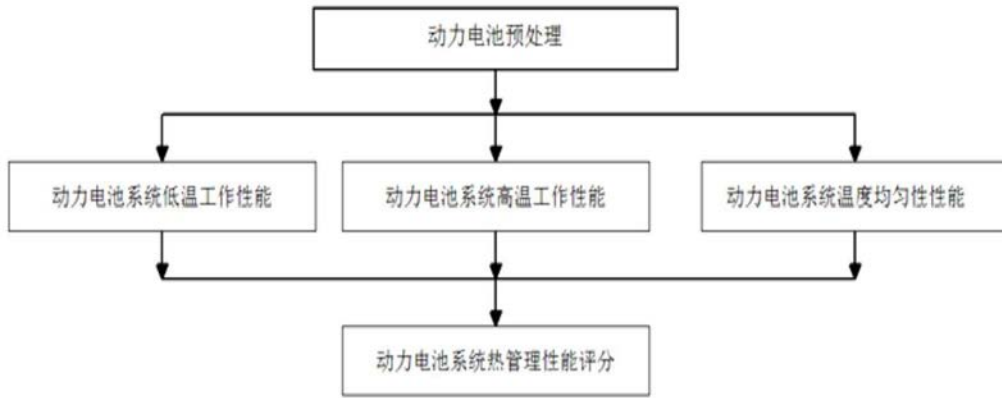 动力电池预处理
动力电池系统低温工作性能
动力电池系统高温工作性能
动力电池系统温度均匀性性能
动力电池系统热管理性能评分